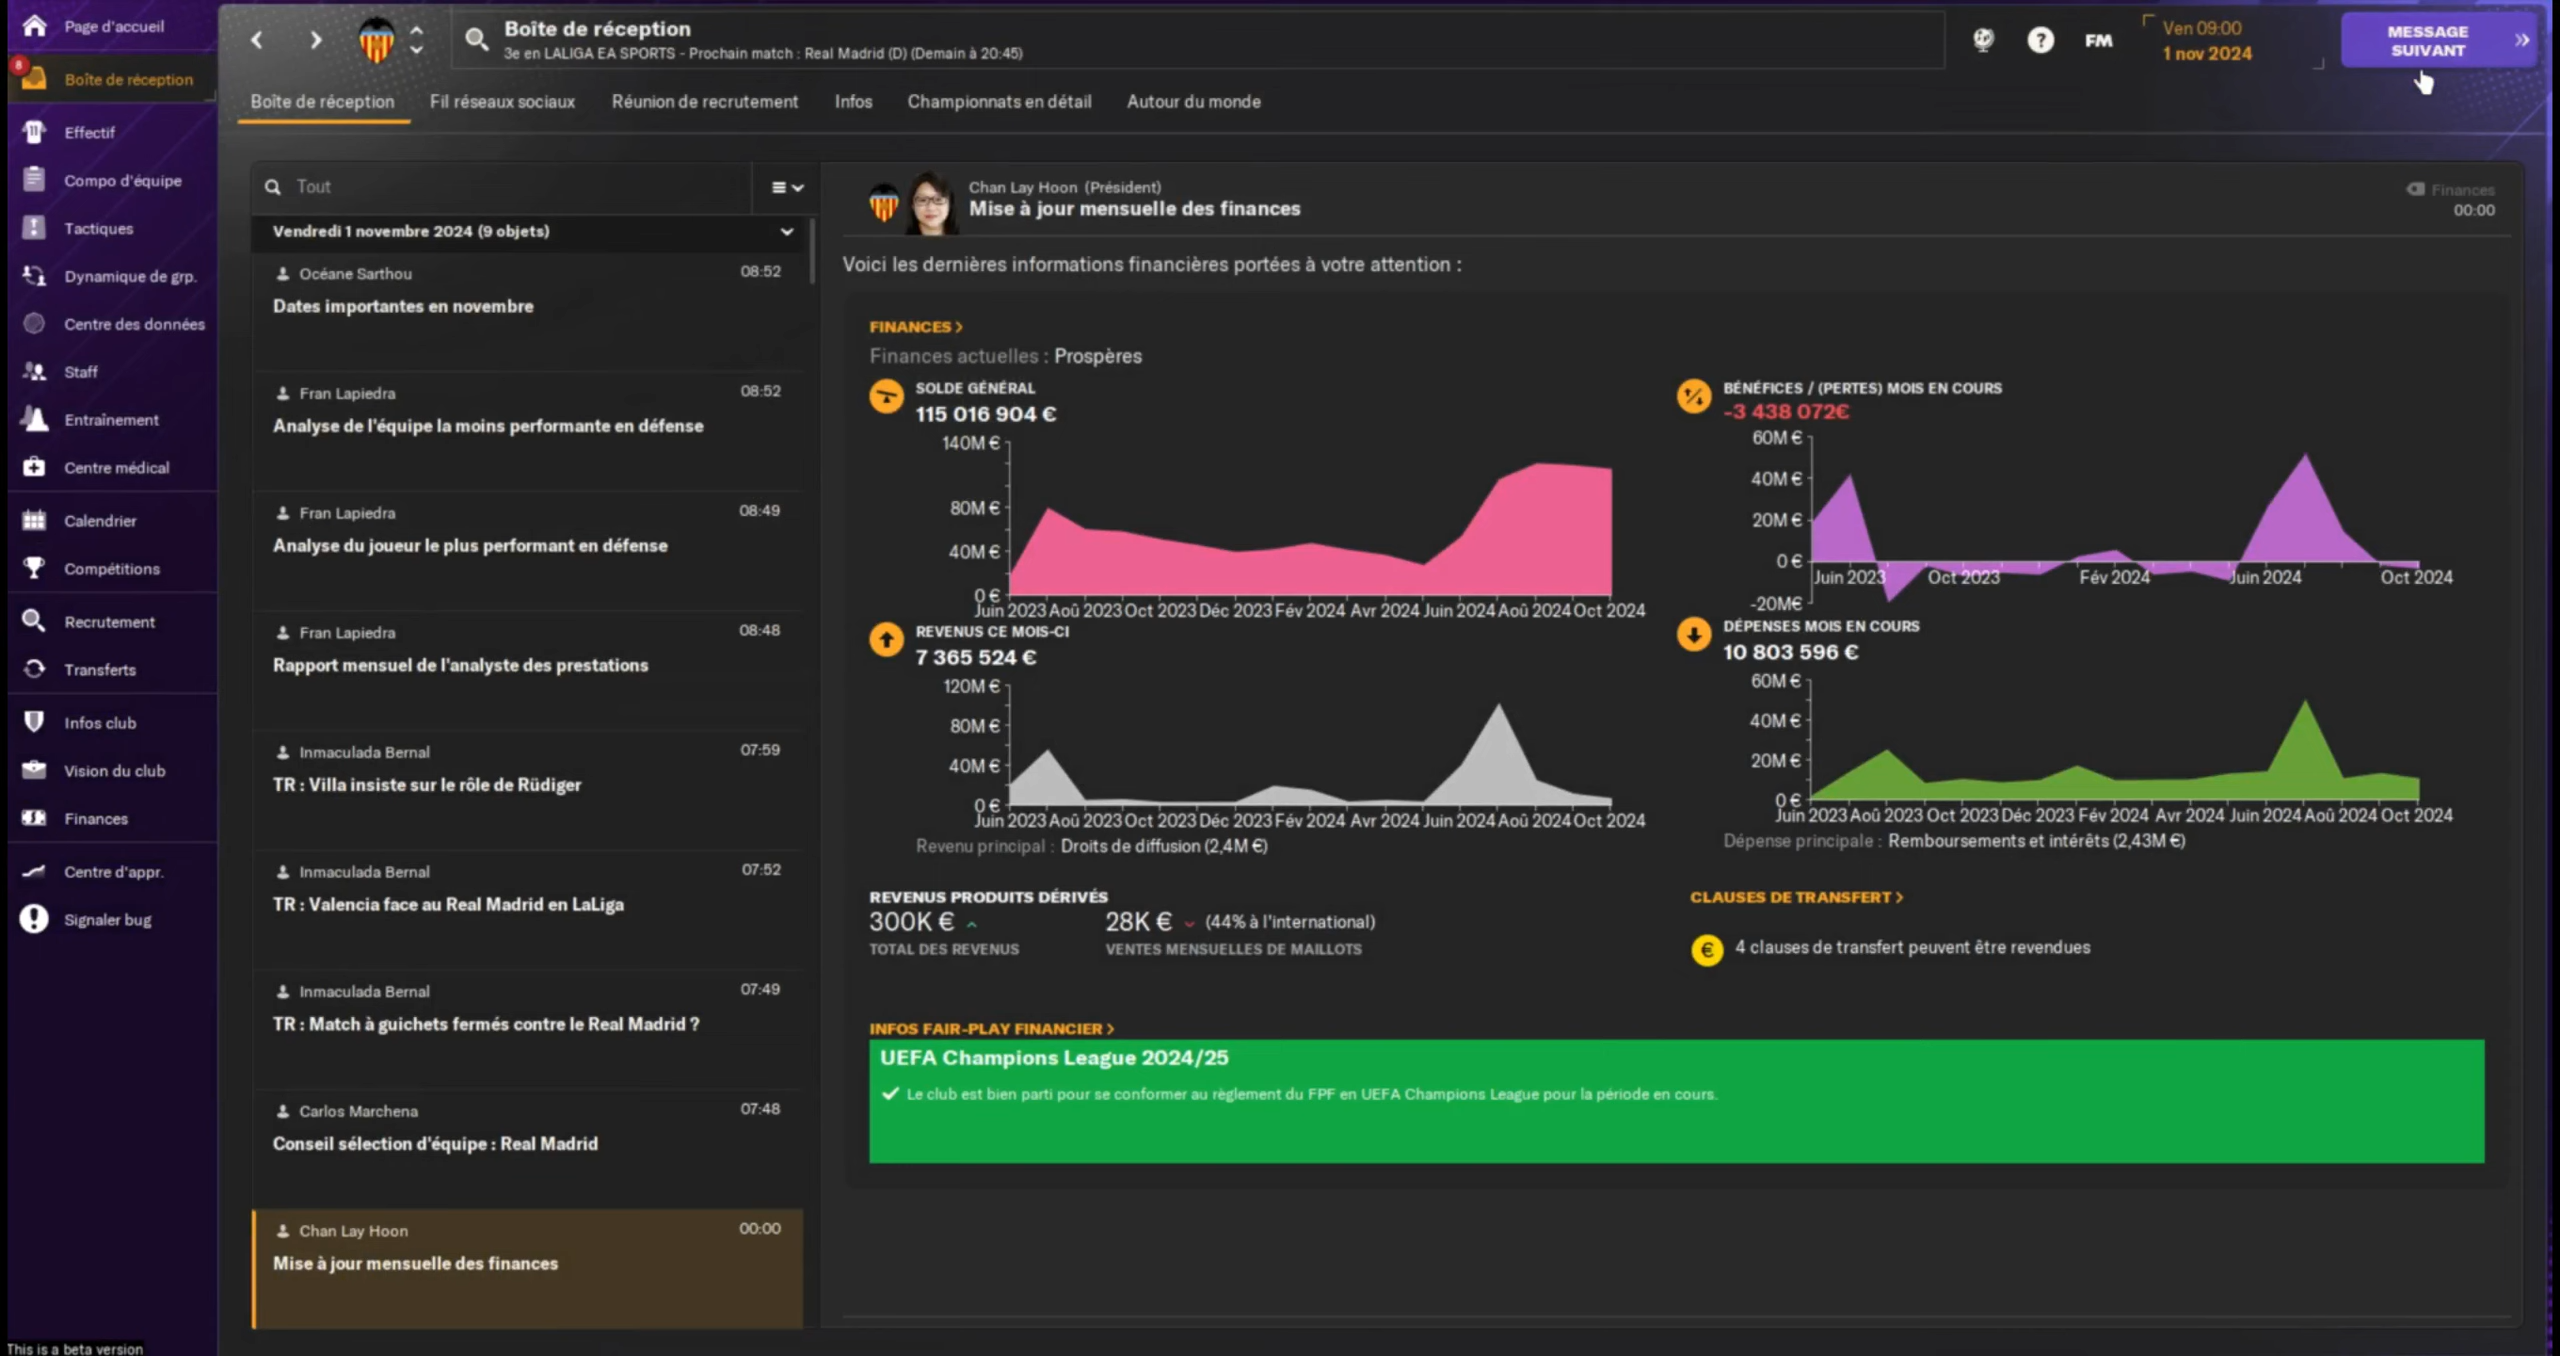 Page d'accueil
8
Boîte de réception
Effectif
Compo d'équipe
Tactiques
Dynamique de grp.
Centre des données
Staff
Entraînement
Centre médical
Calendrier
Compétitions
Recrutement
Transferts
Infos club
Vision du club
Finances
Centre d'appr.
Signaler bug
This is a beta version
Boîte de réception
3e en LALIGA EA SPORTS - Prochain match : Real Madrid (D) (Demain à 20:45)
FM
Ven 09:00
1 nov 2024
MESSAGE
SUIVANT
Boîte de réception Fil réseaux sociaux Réunion de recrutement Infos Championnats en détail Autour du monde
Tout
Vendredi 1 novembre 2024 (9 objets)
Océane Sarthou 08:52
Dates importantes en novembre
Fran Lapiedra 08:52
Analyse de l'équipe la moins performante en défense
Fran Lapiedra 08:49
Analyse du joueur le plus performant en défense
Fran Lapiedra 08:48
Rapport mensuel de l'analyste des prestations
Inmaculada Bernal 07:59
TR : Villa insiste sur le rôle de Rüdiger
Inmaculada Bernal 07:52
TR : Valencia face au Real Madrid en LaLiga
Inmaculada Bernal 07:49
TR : Match à guichets fermés contre le Real Madrid ?
Carlos Marchena 07:48
Conseil sélection d'équipe : Real Madrid
Chan Lay Hoon 00:00
Mise à jour mensuelle des finances
Chan Lay Hoon (Président)
Mise à jour mensuelle des finances
Finances
00:00
Voici les dernières informations financières portées à votre attention :
FINANCES >
Finances actuelles : Prospères
SOLDE GÉNÉRAL
115 016 904 €
140M €
80M €
40M €
0 €
Juin 2023 Aoû 2023 Oct 2023 Déc 2023 Fév 2024 Avr 2024 Juin 2024 Aoû 2024 Oct 2024
BÉNÉFICES / (PERTES) MOIS EN COURS
-3 438 072€
60M €
40M €
20M €
0 €
-20M€
Juin 2023 Oct 2023 Fév 2024 Juin 2024 Oct 2024
REVENUS CE MOIS-CI
7 365 524 €
120M €
80M €
40M €
0 €
Juin 2023 Aoû 2023 Oct 2023 Déc 2023 Fév 2024 Avr 2024 Juin 2024 Aoû 2024 Oct 2024
Revenu principal : Droits de diffusion (2,4M €)
DÉPENSES MOIS EN COURS
10 803 596 €
60M €
40M €
20M €
0 €
Juin 2023 Aoû 2023 Oct 2023 Déc 2023 Fév 2024 Avr 2024 Juin 2024 Aoû 2024 Oct 2024
Dépense principale : Remboursements et intérêts (2,43M €)
REVENUS PRODUITS DÉRIVÉS
300K € 28K € (44% à l'international)
TOTAL DES REVENUS VENTES MENSUELLES DE MAILLOTS
CLAUSES DE TRANSFERT >
4 clauses de transfert peuvent être revendues
INFOS FAIR-PLAY FINANCIER >
UEFA Champions League 2024/25
Le club est bien parti pour se conformer au règlement du FPF en UEFA Champions League pour la période en cours.